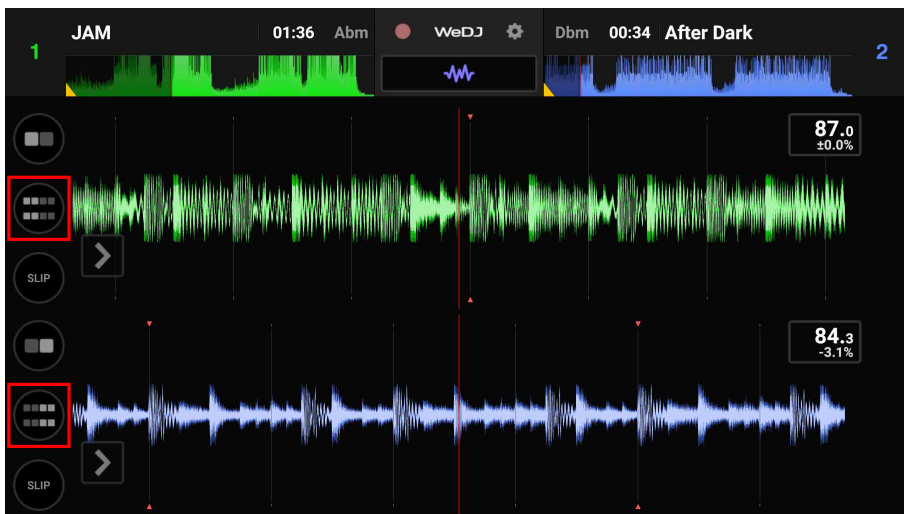 1
JAM
01:36 Abm
WeDJ
Dbm 00:34 After Dark
2
87.0
±0.0%
SLIP
84.3
-3.1%
SLIP